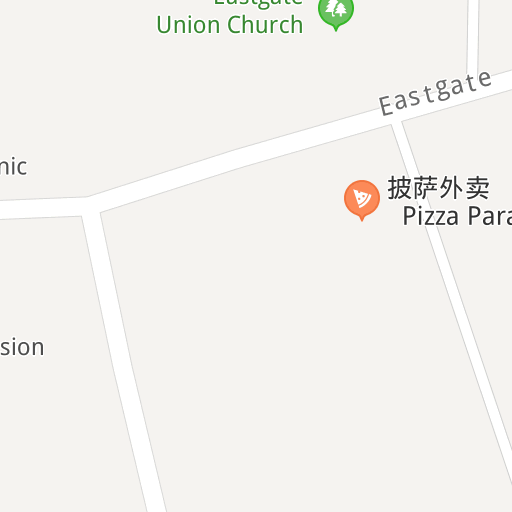 Eastgate
Union Church
Eastgate
nic
披萨外卖
Pizza Para
sion